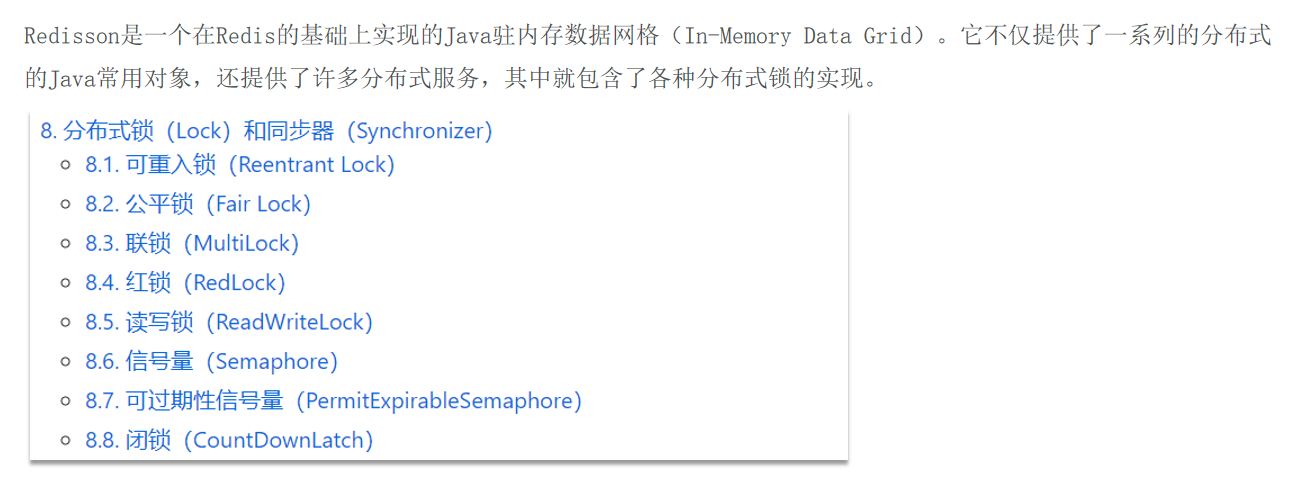 Redisson是一个在Redis的基础上实现的Java驻内存数据网格（In-Memory Data Grid）。它不仅提供了一系列的分布式
的Java常用对象，还提供了许多分布式服务，其中就包含了各种分布式锁的实现。
8. 分布式锁（Lock）和同步器（Synchronizer）
8.1. 可重入锁（Reentrant Lock）
8.2. 公平锁（Fair Lock）
8.3. 联锁（MultiLock）
8.4. 红锁（RedLock）
8.5. 读写锁（ReadWriteLock）
8.6. 信号量（Semaphore）
8.7. 可过期性信号量（PermitExpirableSemaphore）
8.8. 闭锁（CountDownLatch）